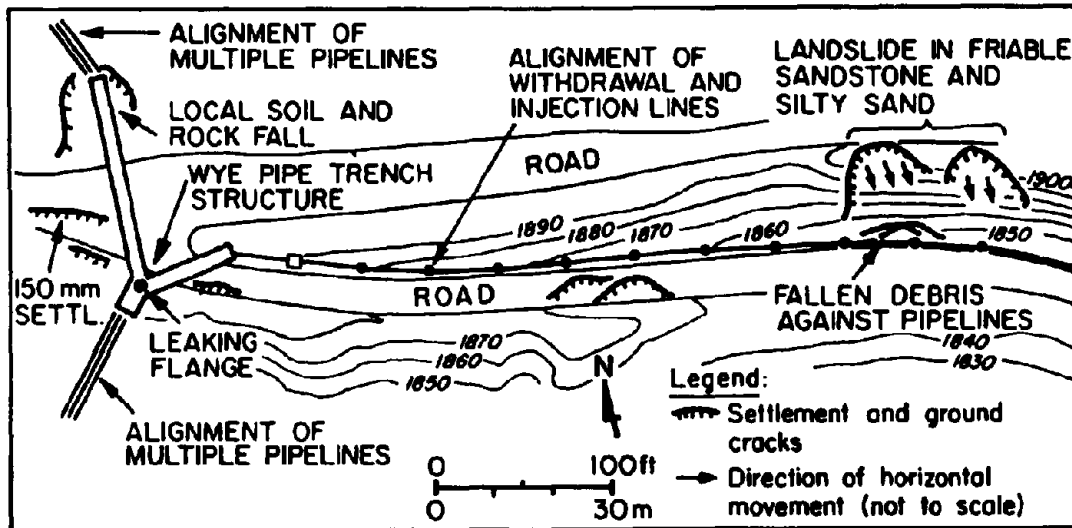 ALIGNMENT OF
MULTIPLE PIPELINES
LOCAL SOIL AND
ROCK FALL
WYE PIPE TRENCH
STRUCTURE
ALIGNMENT OF
WITHDRAWAL AND
INJECTION LINES
LANDSLIDE IN FRIABLE
SANDSTONE AND
SILTY SAND
ROAD
1900
1890
1880
1870
1860
1850
150 mm
SETTL.
ROAD
LEAKING
FLANGE
1870
1860
1850
FALLEN DEBRIS
AGAINST PIPELINES
1840
1830
N
ALIGNMENT OF
MULTIPLE PIPELINES
0 100ft
0 30m
Legend:
Settlement and ground
cracks
Direction of horizontal
movement (not to scale)